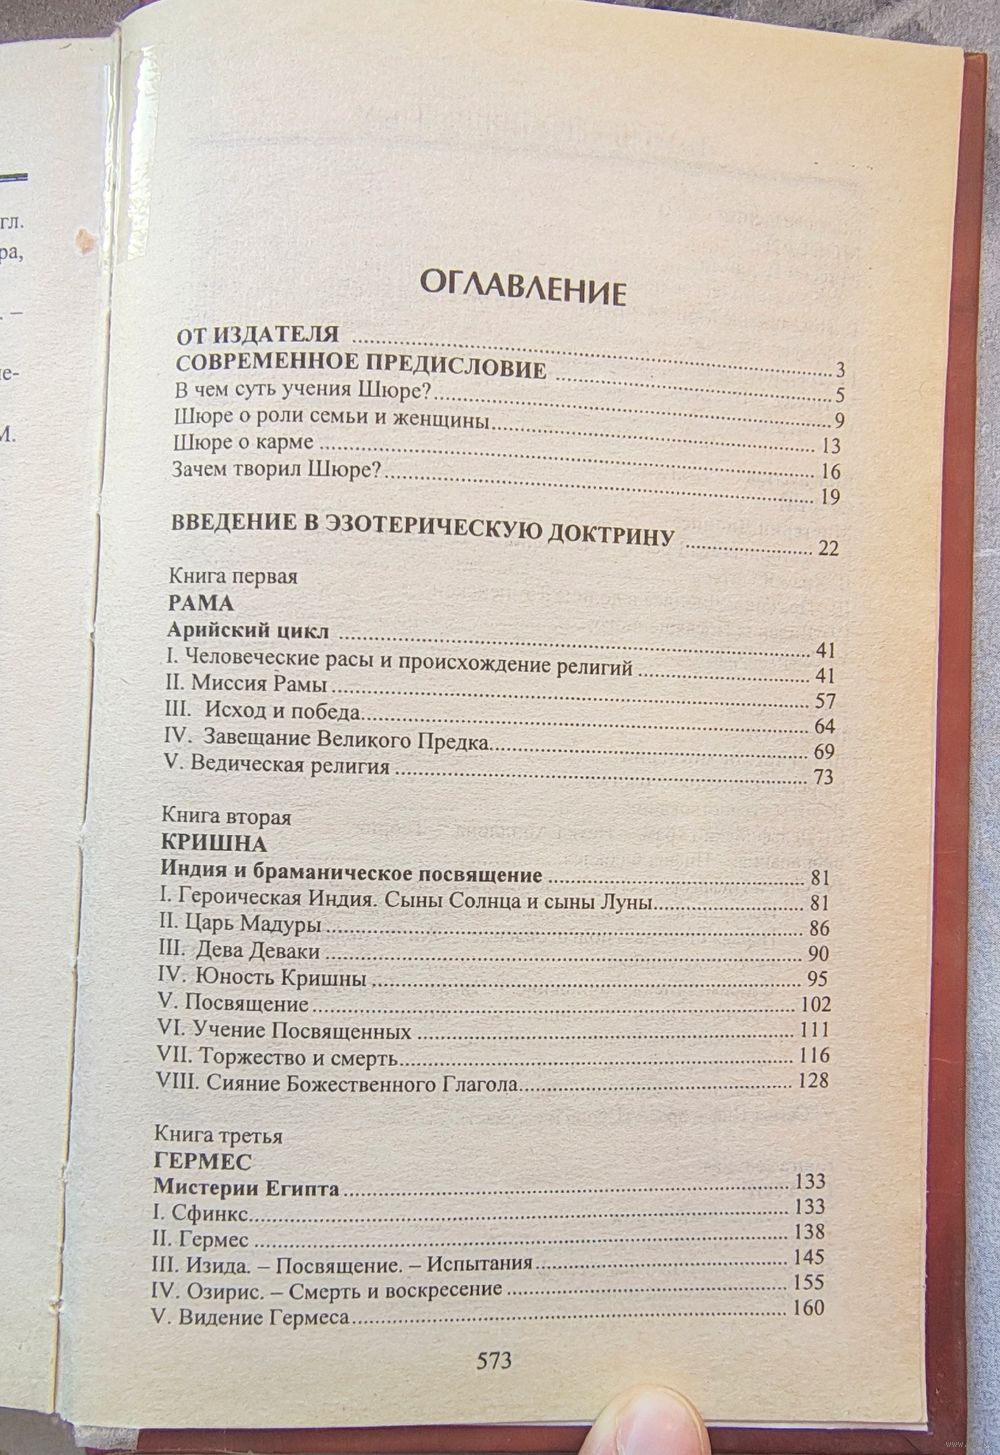 гл.
ра,
. –
е-
М.
ОГЛАВЛЕНИЕ
ОТ ИЗДАТЕЛЯ ........ 3
СОВРЕМЕННОЕ ПРЕДИСЛОВИЕ ........ 5
В чем суть учения Шюре? ........ 9
Шюре о роли семьи и женщины ........ 13
Шюре о карме ........ 16
Зачем творил Шюре? ........ 19
ВВЕДЕНИЕ В ЭЗОТЕРИЧЕСКУЮ ДОКТРИНУ ........ 22
Книга первая
РАМА
Арийский цикл ........ 41
I. Человеческие расы и происхождение религий ........ 41
II. Миссия Рамы ........ 57
III. Исход и победа ........ 64
IV. Завещание Великого Предка ........ 69
V. Ведическая религия ........ 73
Книга вторая
КРИШНА
Индия и браманическое посвящение ........ 81
I. Героическая Индия. Сыны Солнца и сыны Луны ........ 81
II. Царь Мадуры ........ 86
III. Дева Деваки ........ 90
IV. Юность Кришны ........ 95
V. Посвящение ........ 102
VI. Учение Посвященных ........ 111
VII. Торжество и смерть ........ 116
VIII. Сияние Божественного Глагола ........ 128
Книга третья
ГЕРМЕС
Мистерии Египта ........ 133
I. Сфинкс ........ 133
II. Гермес ........ 138
III. Изида. – Посвящение. – Испытания ........ 145
IV. Озирис. – Смерть и воскресение ........ 155
V. Видение Гермеса ........ 160
573